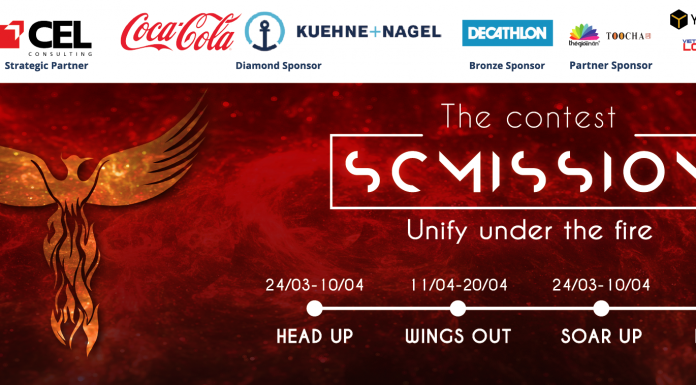 CEL
CONSULTING
Coca-Cola
KUEHNE+NAGEL
DECATHLON
thegioiinan
TOOCHA
Y
Strategic Partner
Diamond Sponsor
Bronze Sponsor
Partner Sponsor
The contest
SCMISSION
Unify under the fire
24/03-10/04
11/04-20/04
24/03-10/04
HEAD UP
WINGS OUT
SOAR UP